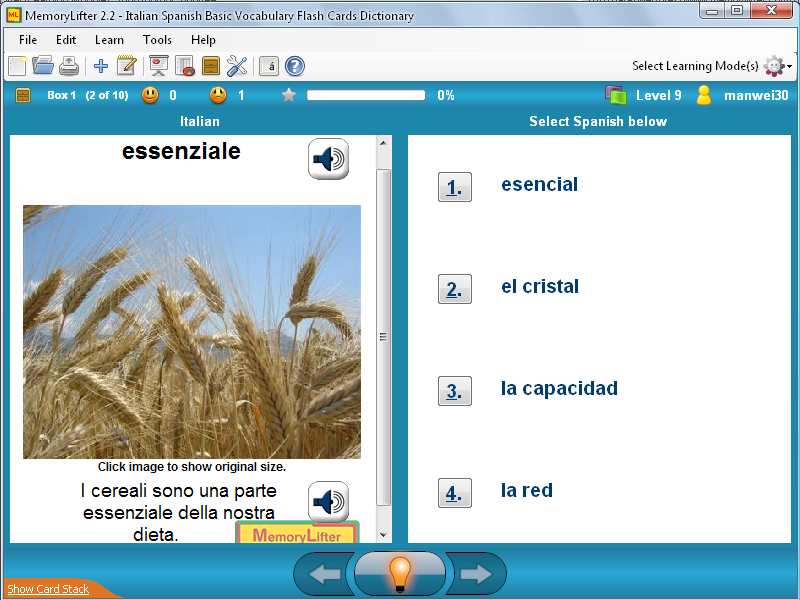 MemoryLifter 2.2 - Italian Spanish Basic Vocabulary Flash Cards Dictionary
File Edit Learn Tools Help
á Select Learning Mode(s)
Box 1 (2 of 10) 0 1 0% Level 9 manwei30
Italian
Select Spanish below
essenziale
Click image to show original size.
I cereali sono una parte
essenziale della nostra
dieta.
MemoryLifter
1. esencial
2. el cristal
3. la capacidad
4. la red
Show Card Stack